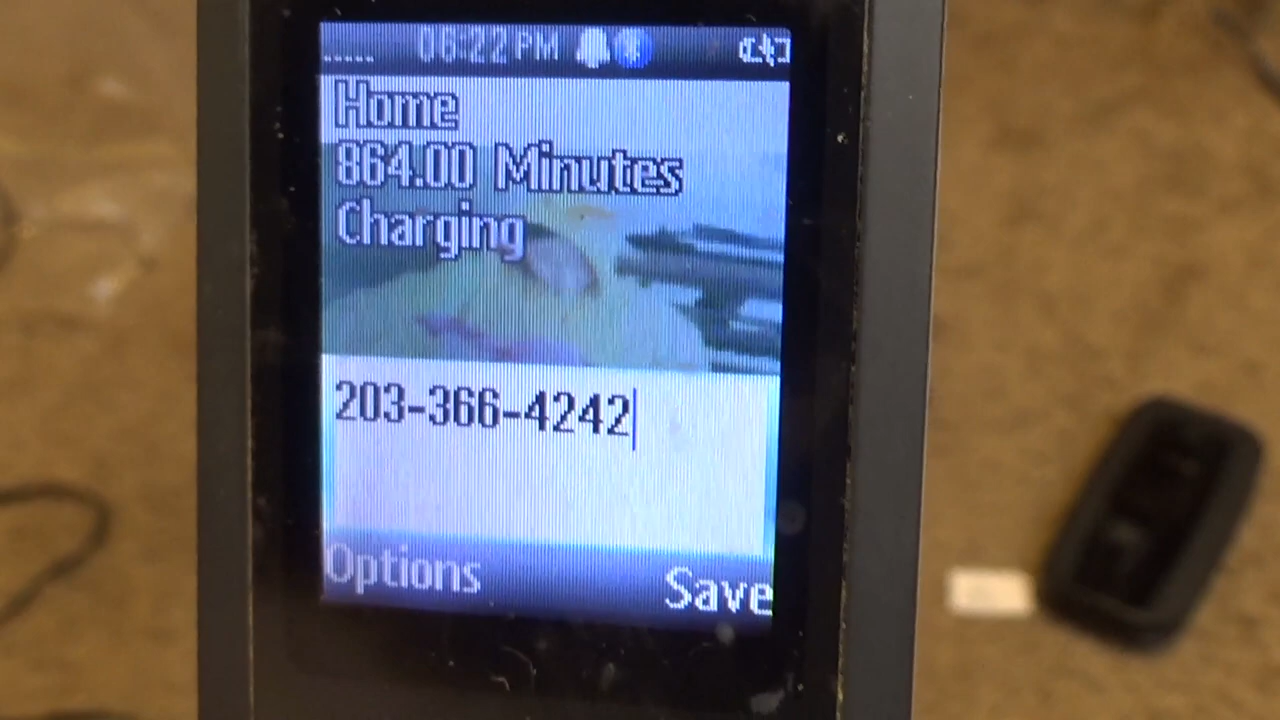 06:22 PM
Home
864.00 Minutes
Charging
203-366-4242
Options Save